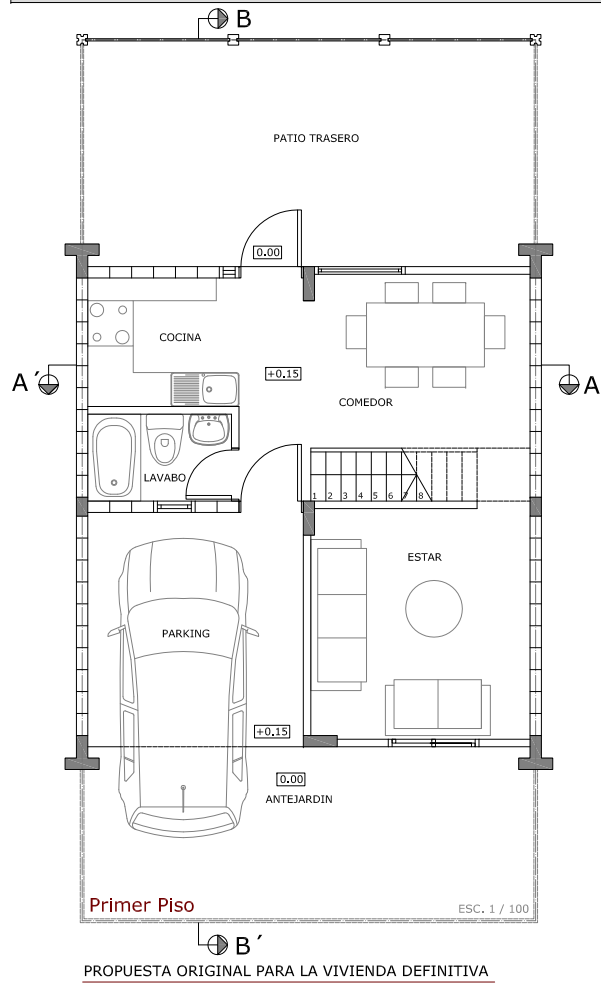 B
PATIO TRASERO
0.00
COCINA
A´
+0.15
A
COMEDOR
LAVABO
1 2 3 4 5 6 7 8
ESTAR
PARKING
+0.15
0.00
ANTEJARDIN
Primer Piso
ESC. 1 / 100
B´
PROPUESTA ORIGINAL PARA LA VIVIENDA DEFINITIVA